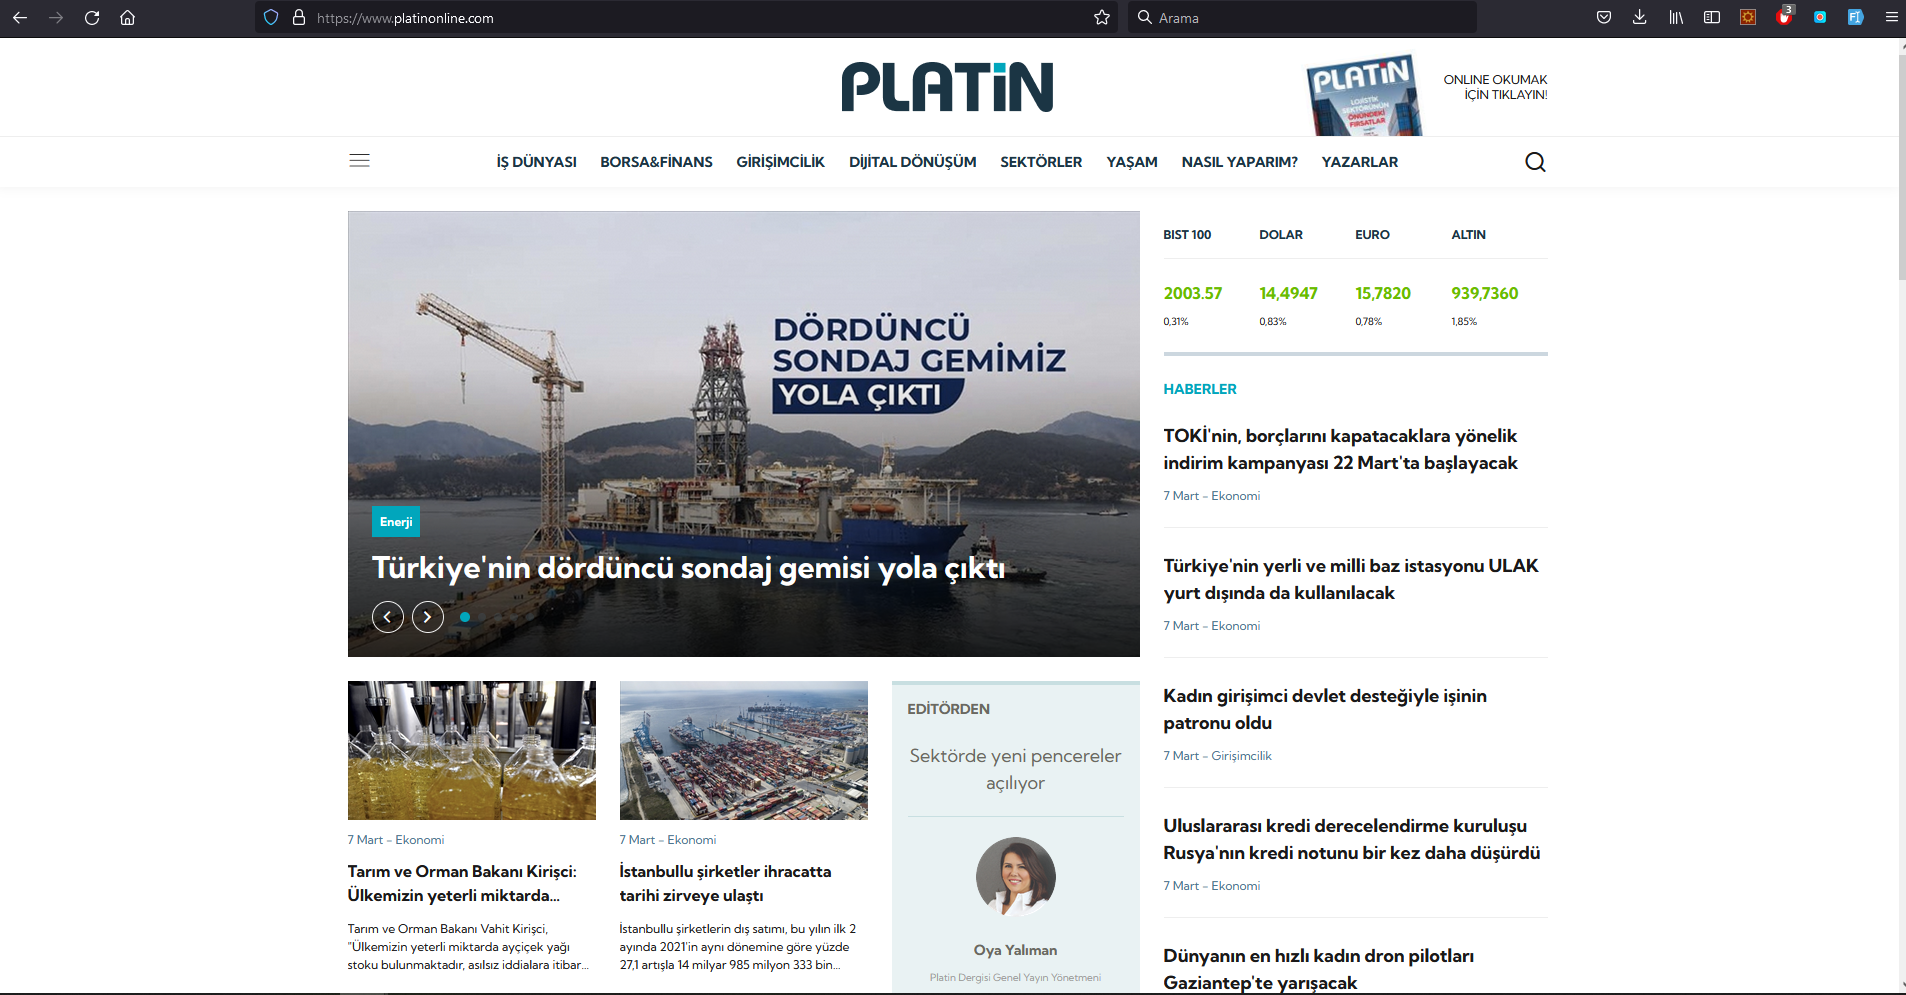 https://www.platinonline.com
Arama
3
PLATİN
PLATİN
LOJİSTİK
SEKTÖRÜNÜN
ÖNÜNDEKİ
FIRSATLAR
ONLINE OKUMAK
İÇİN TIKLAYIN!
İŞ DÜNYASI
BORSA&FİNANS
GİRİŞİMCİLİK
DİJİTAL DÖNÜŞÜM
SEKTÖRLER
YAŞAM
NASIL YAPARIM?
YAZARLAR
DÖRDÜNCÜ
SONDAJ GEMİMİZ
YOLA ÇIKTI
Enerji
Türkiye'nin dördüncü sondaj gemisi yola çıktı
BIST 100 DOLAR EURO ALTIN
2003.57 14,4947 15,7820 939,7360
0,31% 0,83% 0,78% 1,85%
HABERLER
TOKİ'nin, borçlarını kapatacaklara yönelik
indirim kampanyası 22 Mart'ta başlayacak
7 Mart - Ekonomi
Türkiye'nin yerli ve milli baz istasyonu ULAK
yurt dışında da kullanılacak
7 Mart - Ekonomi
Kadın girişimci devlet desteğiyle işinin
patronu oldu
7 Mart - Girişimcilik
Uluslararası kredi derecelendirme kuruluşu
Rusya'nın kredi notunu bir kez daha düşürdü
7 Mart - Ekonomi
Dünyanın en hızlı kadın dron pilotları
Gaziantep'te yarışacak
7 Mart - Ekonomi
Tarım ve Orman Bakanı Kirişci:
Ülkemizin yeterli miktarda...
Tarım ve Orman Bakanı Vahit Kirişci,
"Ülkemizin yeterli miktarda ayçiçek yağı
stoku bulunmaktadır, asılsız iddialara itibar...
7 Mart - Ekonomi
İstanbullu şirketler ihracatta
tarihi zirveye ulaştı
İstanbullu şirketlerin dış satımı, bu yılın ilk 2
ayında 2021'in aynı dönemine göre yüzde
27,1 artışla 14 milyar 985 milyon 333 bin...
EDİTÖRDEN
Sektörde yeni pencereler
açılıyor
Oya Yalıman
Platin Dergisi Genel Yayın Yönetmeni